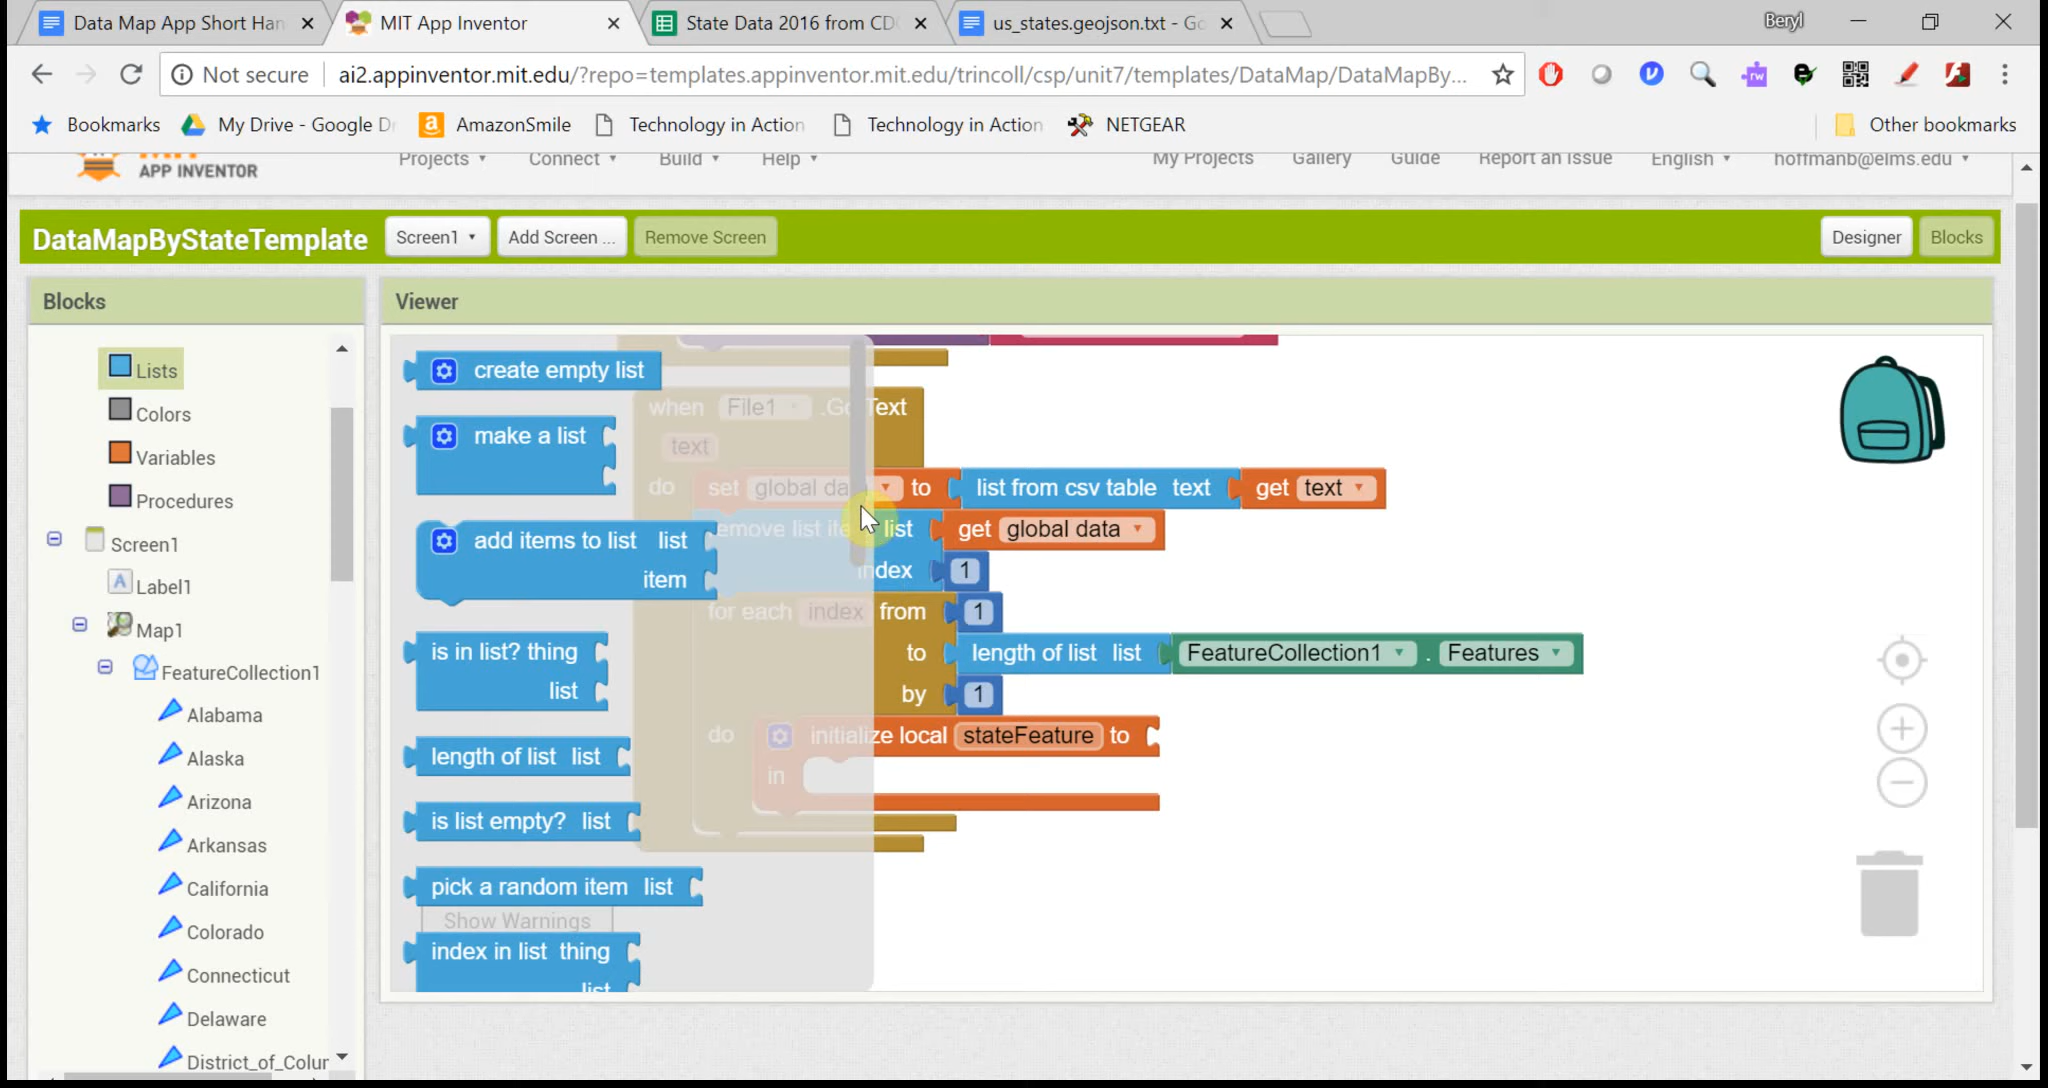 Data Map App Short Han
MIT App Inventor
State Data 2016 from CD
us_states.geojson.txt - Go
Beryl
Not secure
ai2.appinventor.mit.edu/?repo=templates.appinventor.mit.edu/trincoll/csp/unit7/templates/DataMap/DataMapBy...
Bookmarks
My Drive - Google Dr
AmazonSmile
Technology in Action
Technology in Action
NETGEAR
Other bookmarks
MIT
APP INVENTOR
Projects
Connect
Build
Help
My Projects
Gallery
Guide
Report an Issue
English
hoffmanb@elms.edu
DataMapByStateTemplate
Screen1
Add Screen ...
Remove Screen
Designer
Blocks
Blocks
Lists
Colors
Variables
Procedures
Screen1
Label1
Map1
FeatureCollection1
Alabama
Alaska
Arizona
Arkansas
California
Colorado
Connecticut
Delaware
District_of_Colur
Viewer
create empty list
make a list
add items to list list
item
is in list? thing
list
length of list list
is list empty? list
pick a random item list
Show Warnings
index in list thing
list
when File1 .Go Text
text
do set global da to list from csv table text get text
remove list ite list get global data
index 1
for each index from 1
to length of list list FeatureCollection1 . Features
by 1
do initialize local stateFeature to
in